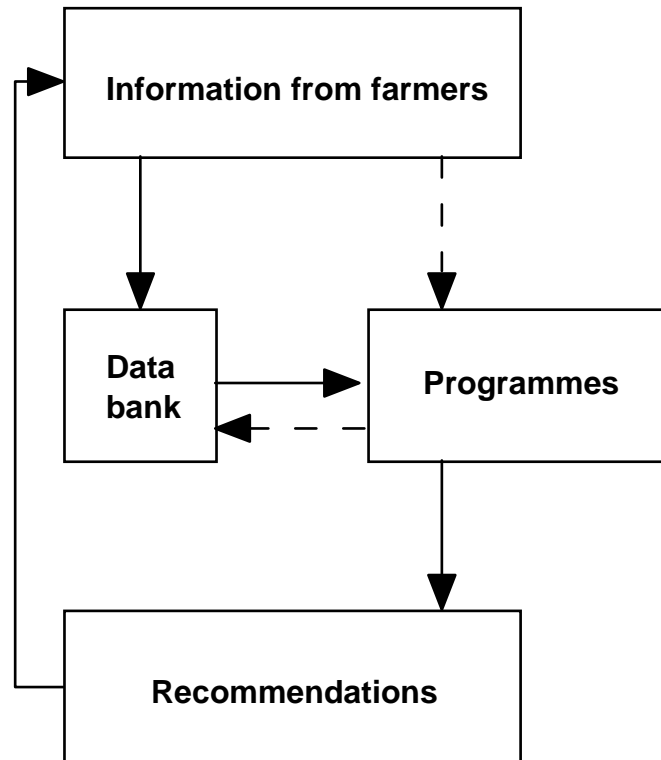 Information from farmers
Data
bank
Programmes
Recommendations